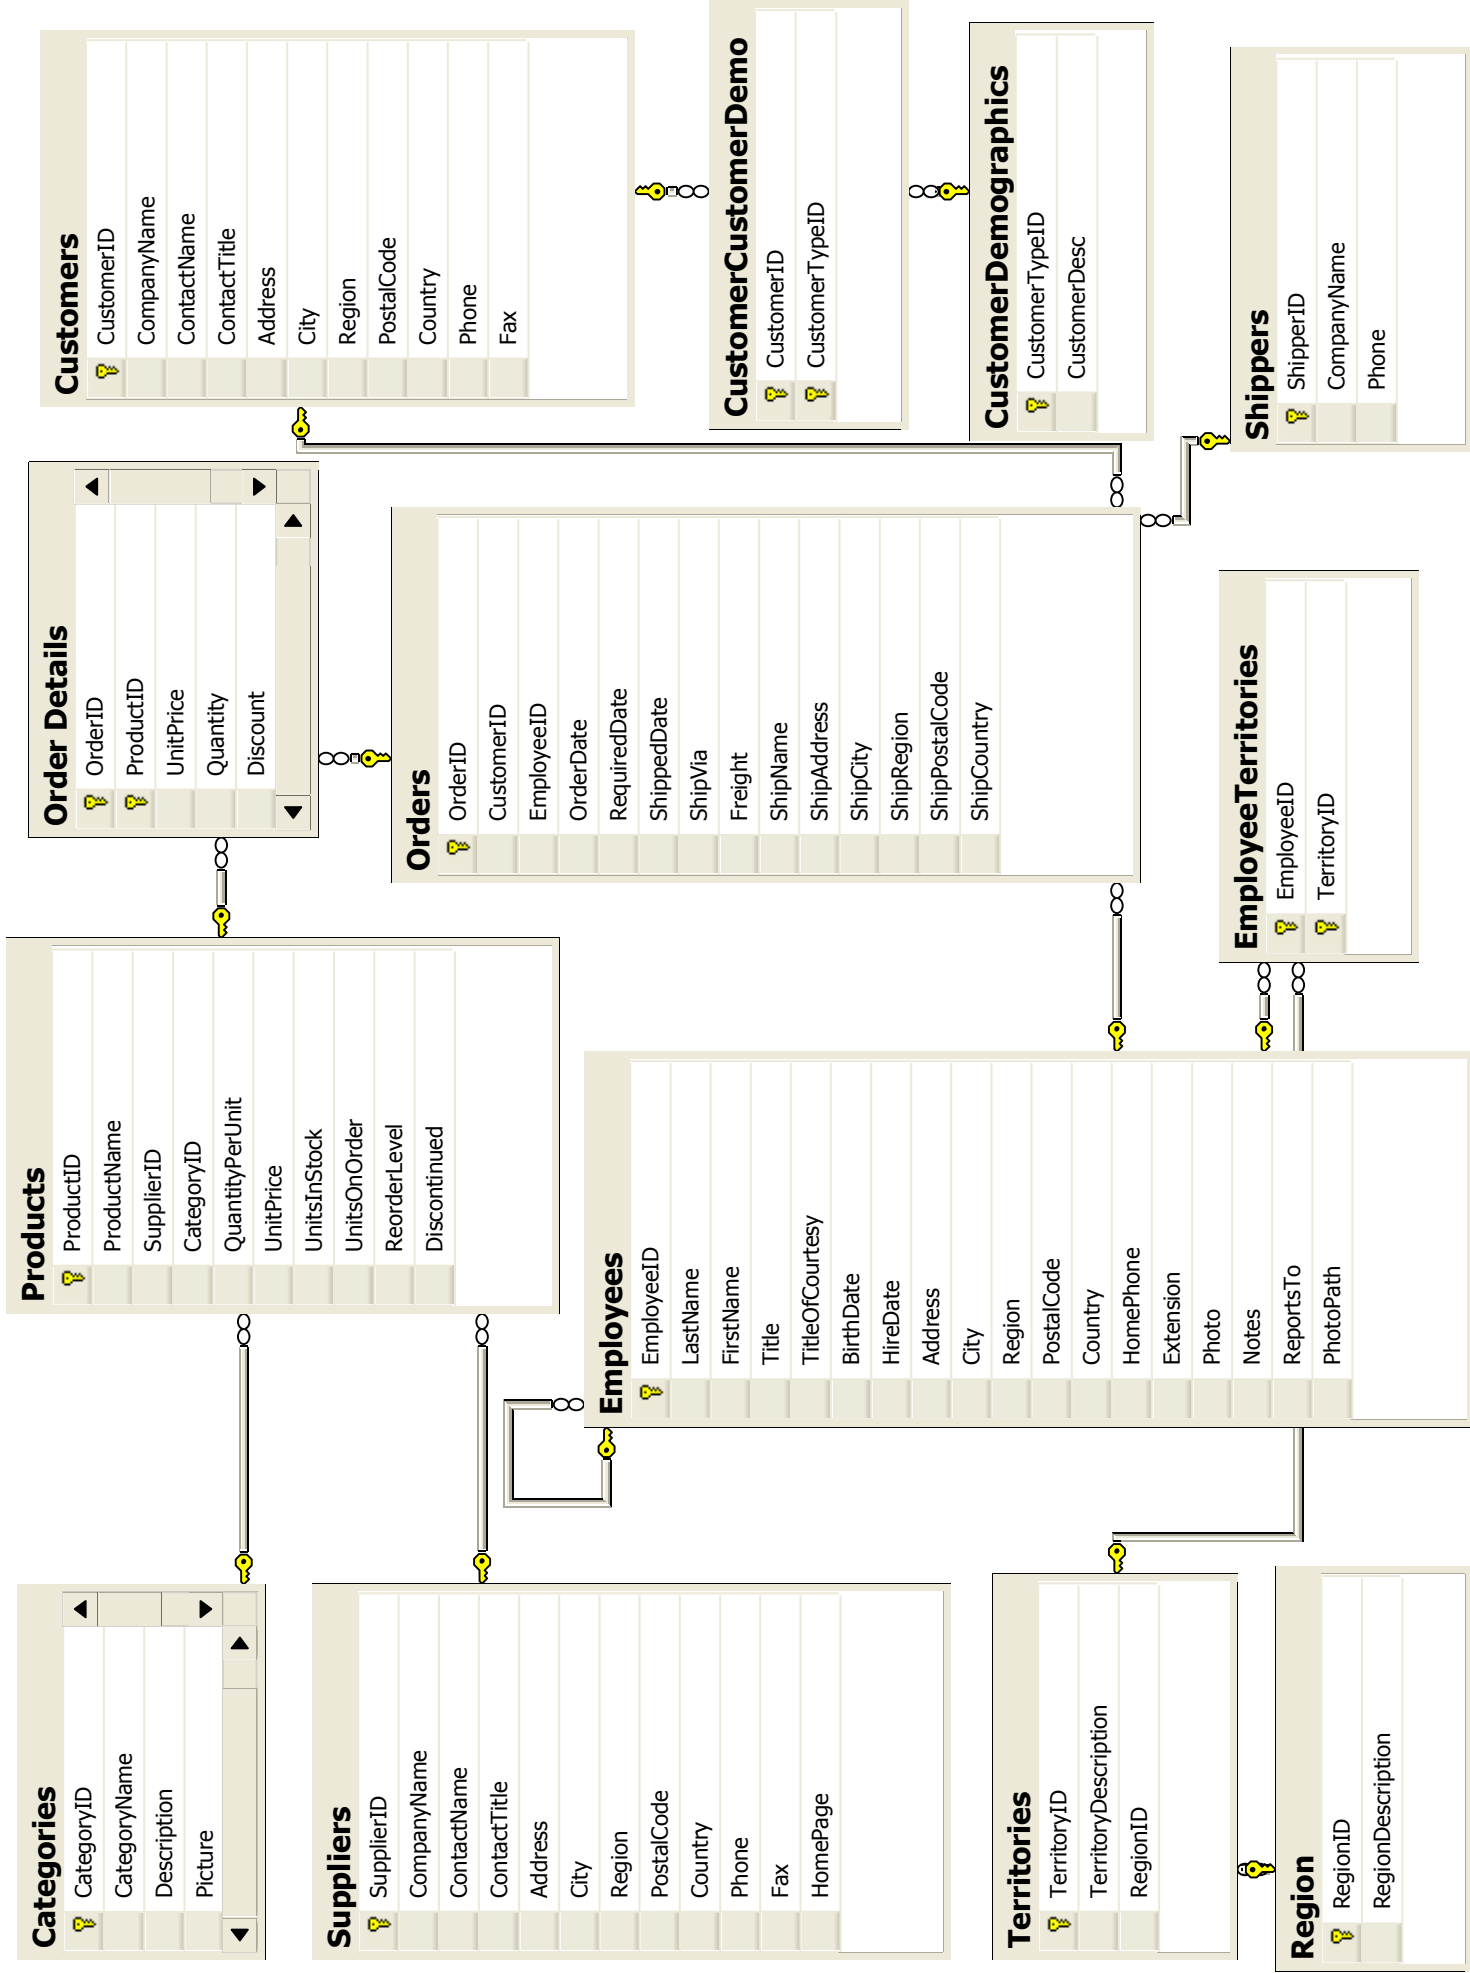 Categories
CategoryID
CategoryName
Description
Picture
Products
ProductID
ProductName
SupplierID
CategoryID
QuantityPerUnit
UnitPrice
UnitsInStock
UnitsOnOrder
ReorderLevel
Discontinued
Order Details
OrderID
ProductID
UnitPrice
Quantity
Discount
Customers
CustomerID
CompanyName
ContactName
ContactTitle
Address
City
Region
PostalCode
Country
Phone
Fax
Suppliers
SupplierID
CompanyName
ContactName
ContactTitle
Address
City
Region
PostalCode
Country
Phone
Fax
HomePage
Employees
EmployeeID
LastName
FirstName
Title
TitleOfCourtesy
BirthDate
HireDate
Address
City
Region
PostalCode
Country
HomePhone
Extension
Photo
Notes
ReportsTo
PhotoPath
Orders
OrderID
CustomerID
EmployeeID
OrderDate
RequiredDate
ShippedDate
ShipVia
Freight
ShipName
ShipAddress
ShipCity
ShipRegion
ShipPostalCode
ShipCountry
CustomerCustomerDemo
CustomerID
CustomerTypeID
CustomerDemographics
CustomerTypeID
CustomerDesc
Territories
TerritoryID
TerritoryDescription
RegionID
EmployeeTerritories
EmployeeID
TerritoryID
Shippers
ShipperID
CompanyName
Phone
Region
RegionID
RegionDescription